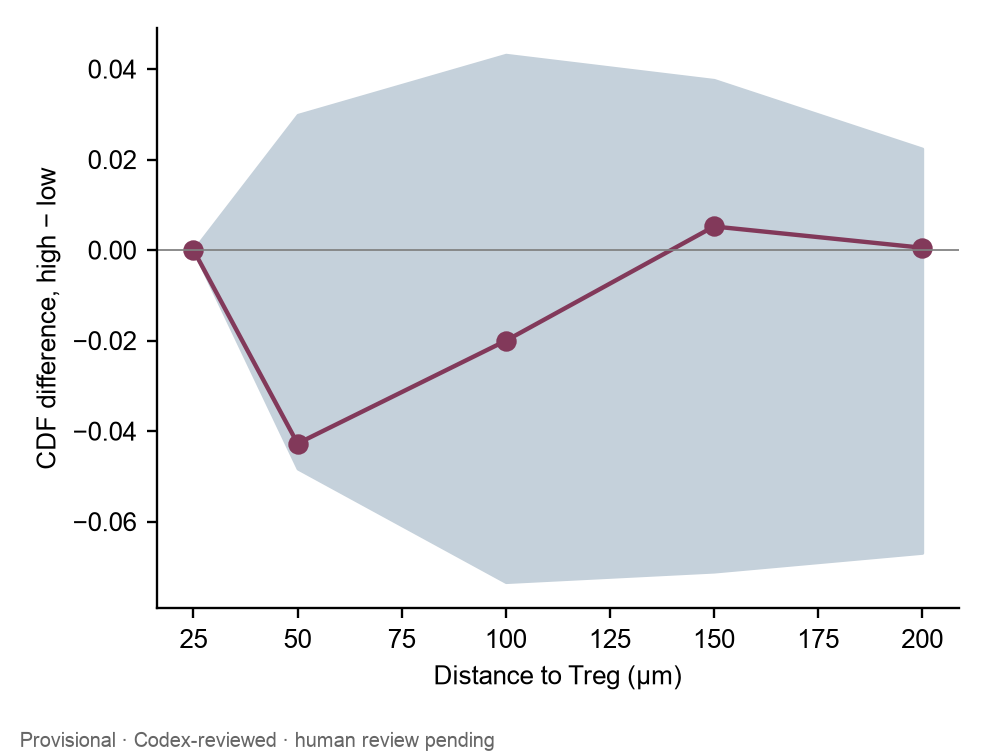 0.04
0.02
0.00
−0.02
−0.04
−0.06
CDF difference, high − low
25 50 75 100 125 150 175 200
Distance to Treg (μm)
Provisional · Codex-reviewed · human review pending